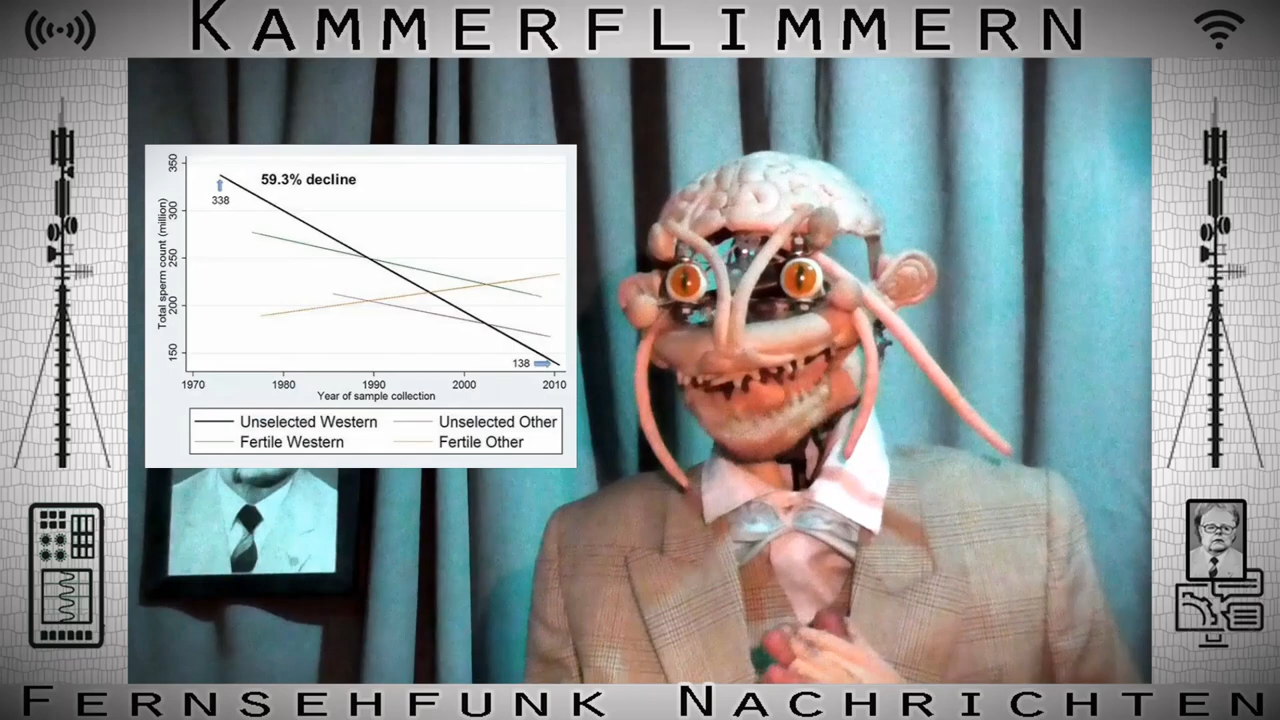 KAMMERFLIMMERN
59.3% decline
338
138
Total sperm count (million)
350
300
250
200
150
1970 1980 1990 2000 2010
Year of sample collection
Unselected Western Unselected Other
Fertile Western Fertile Other
FERNSEHFUNK NACHRICHTEN